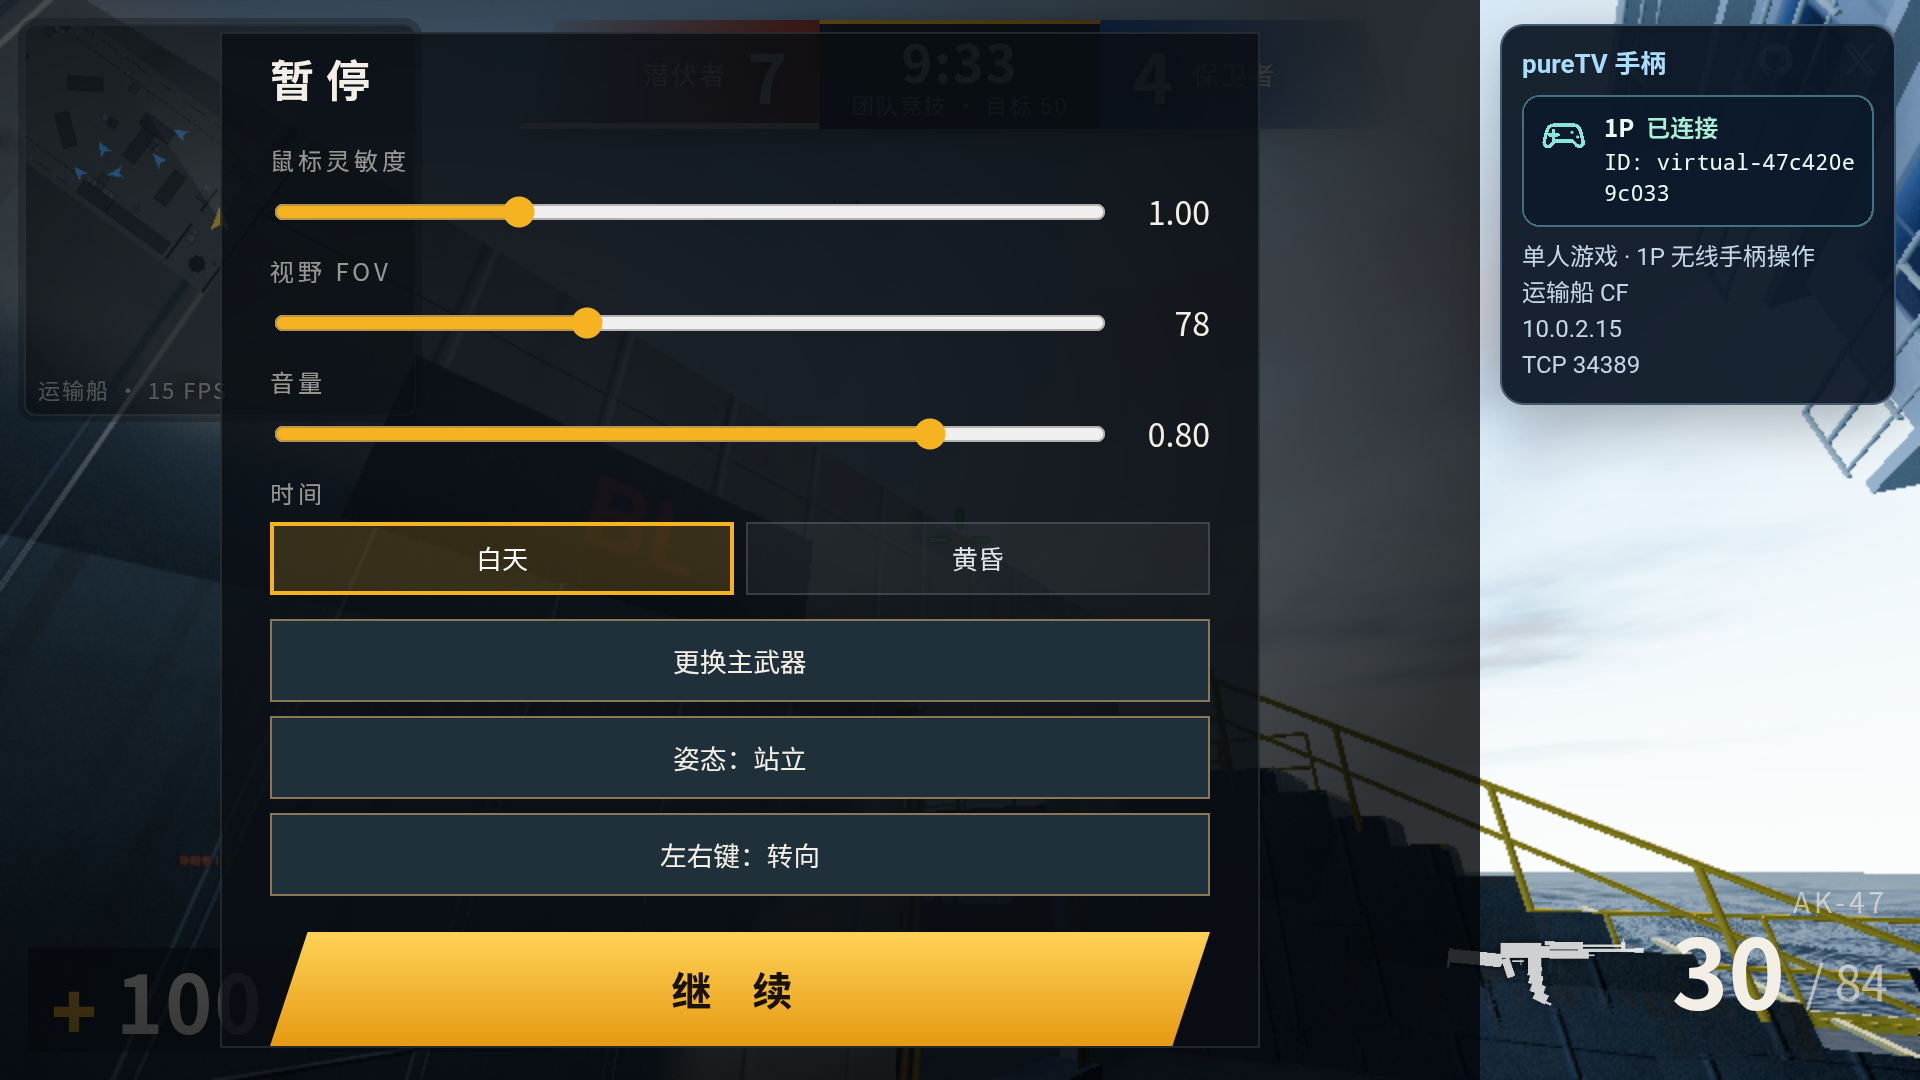 暂停
潜伏者 7
9:33
4 保卫者
团队竞技 · 目标 50
鼠标灵敏度
1.00
视野 FOV
78
音量
0.80
运输船 · 15 FPS
时间
白天
黄昏
BL
更换主武器
姿态：站立
左右键：转向
继续
+ 100
pureTV 手柄
1P 已连接
ID: virtual-47c420e
9c033
单人游戏 · 1P 无线手柄操作
运输船 CF
10.0.2.15
TCP 34389
AK-47
30 / 84